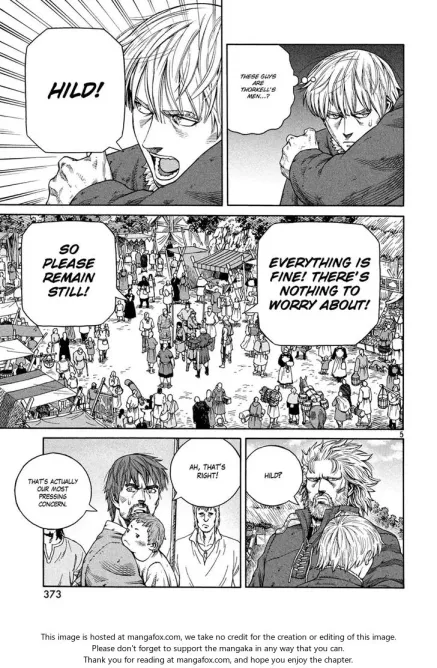 THESE GUYS
ARE
THORKELL'S
MEN...?
HILD!
EVERYTHING IS
FINE! THERE'S
NOTHING TO
WORRY ABOUT!
SO
PLEASE
REMAIN
STILL!
5
HILD?
AH, THAT'S
RIGHT!
THAT'S ACTUALLY
OUR MOST
PRESSING
CONCERN.
373
This image is hosted at mangafox.com, we take no credit for the creation or editing of this image.
Please don't forget to support the mangaka in any way that you can.
Thank you for reading at mangafox.com, and hope you enjoy the chapter.